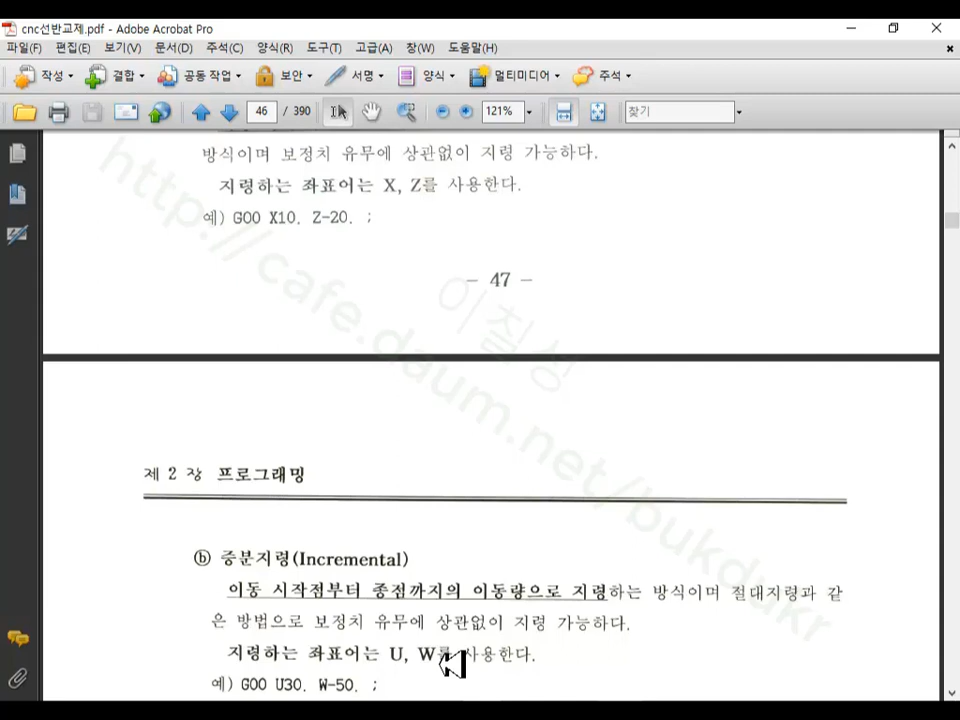 cnc선반교제.pdf - Adobe Acrobat Pro
파일(F) 편집(E) 보기(V) 문서(D) 주석(C) 양식(R) 도구(T) 고급(A) 창(W) 도움말(H)
작성 결합 공동 작업 보안 서명 양식 멀티미디어 주석
46 / 390 121% 찾기
방식이며 보정치 유무에 상관없이 지령 가능하다.
지령하는 좌표어는 X, Z를 사용한다.
예) G00 X10. Z-20. ;
- 47 -
http://cafe.daum.net/bukdukr
이칠성
제 2 장 프로그래밍
ⓑ 증분지령(Incremental)
이동 시작점부터 종점까지의 이동량으로 지령하는 방식이며 절대지령과 같
은 방법으로 보정치 유무에 상관없이 지령 가능하다.
지령하는 좌표어는 U, W를 사용한다.
예) G00 U30. W-50. ;